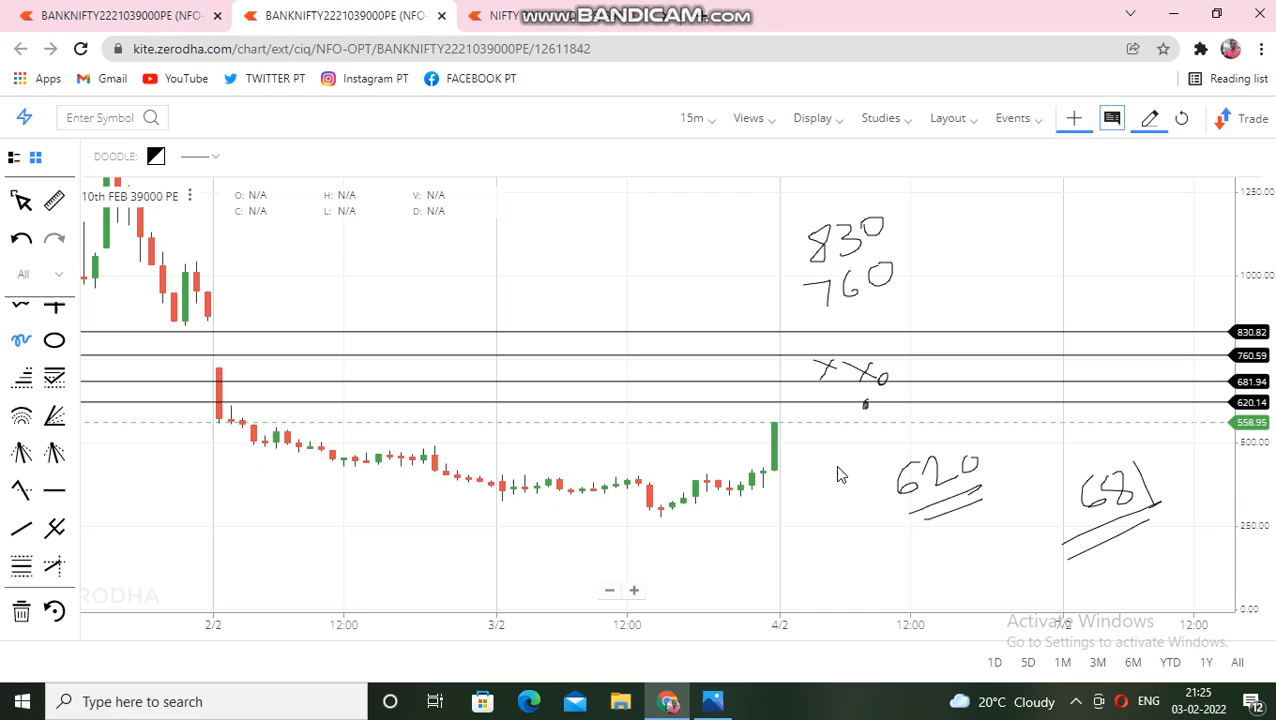 BANKNIFTY2221039000PE (NFO-
BANKNIFTY2221039000PE (NFO-
NIFTY
www.BANDICAM.com
kite.zerodha.com/chart/ext/ciq/NFO-OPT/BANKNIFTY2221039000PE/12611842
Apps Gmail YouTube TWITTER PT Instagram PT FACEBOOK PT Reading list
Enter Symbol 15m Views Display Studies Layout Events Trade
DOODLE:
10th FEB 39000 PE O: N/A H: N/A V: N/A
C: N/A L: N/A D: N/A
1250.00
830
1000.00
760
All
830.82
760.59
681.94
620.14
558.95
500.00
620
681
250.00
ZERODHA
0.00
2/2 12:00 3/2 12:00 4/2 12:00 7/2 12:00
Activate Windows
Go to Settings to activate Windows.
1D 5D 1M 3M 6M YTD 1Y All
Type here to search 20°C Cloudy ENG 21:25
03-02-2022 12